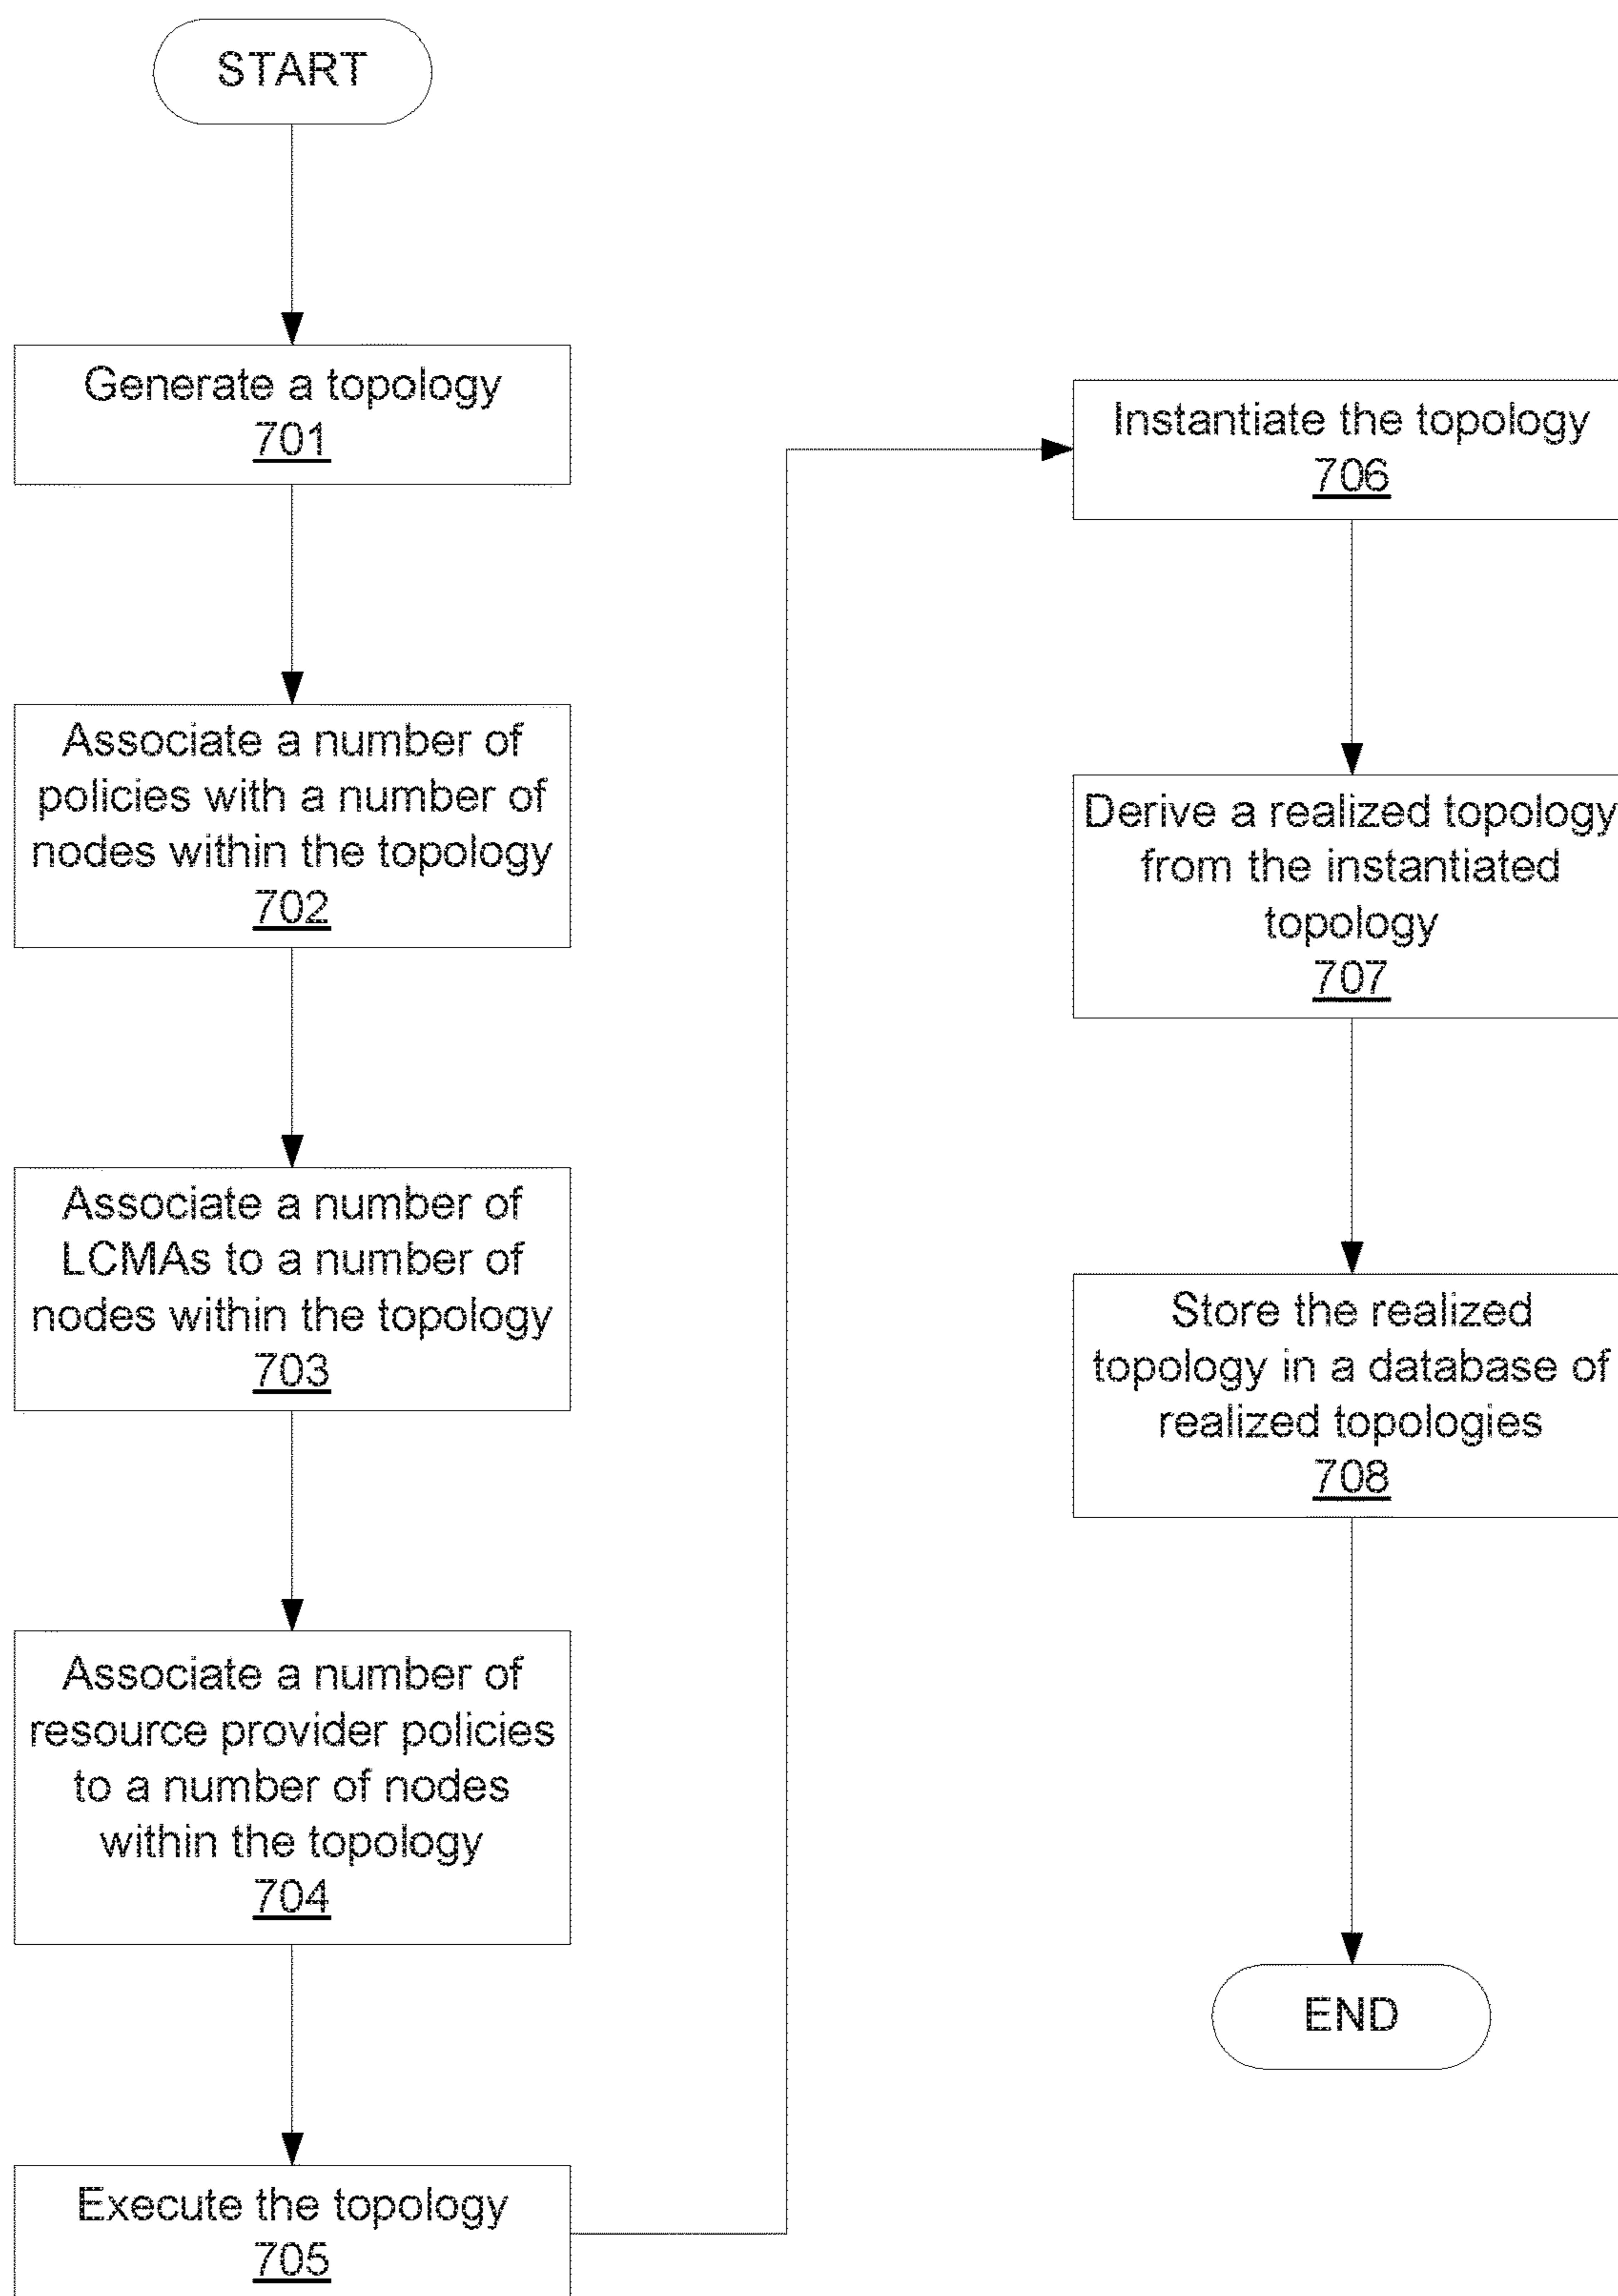 START
Generate a topology
701
Associate a number of
policies with a number of
nodes within the topology
702
Associate a number of
LCMAs to a number of
nodes within the topology
703
Associate a number of
resource provider policies
to a number of nodes
within the topology
704
Execute the topology
705
Instantiate the topology
706
Derive a realized topology
from the instantiated
topology
707
Store the realized
topology in a database of
realized topologies
708
END